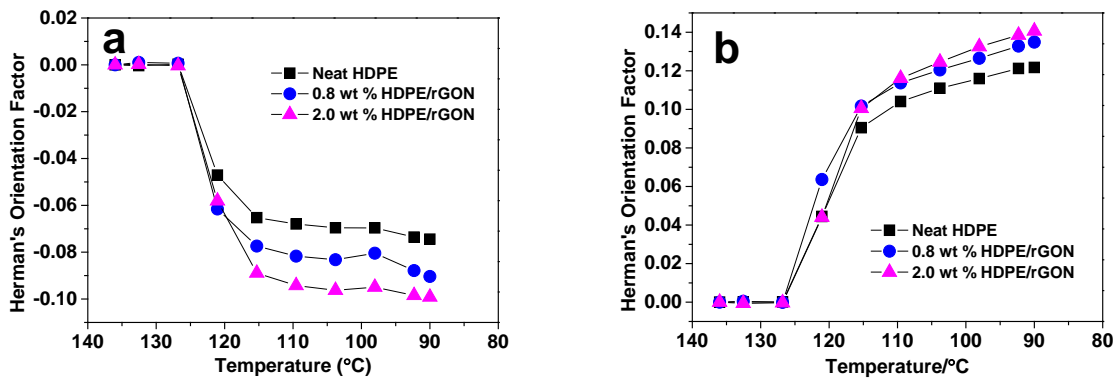 a
0.02
0.00
-0.02
-0.04
-0.06
-0.08
-0.10
Herman's Orientation Factor
Neat HDPE
0.8 wt % HDPE/rGON
2.0 wt % HDPE/rGON
140 130 120 110 100 90 80
Temperature (°C)
b
0.14
0.12
0.10
0.08
0.06
0.04
0.02
0.00
Herman's Orientation Factor
Neat HDPE
0.8 wt % HDPE/rGON
2.0 wt % HDPE/rGON
140 130 120 110 100 90 80
Temperature/°C